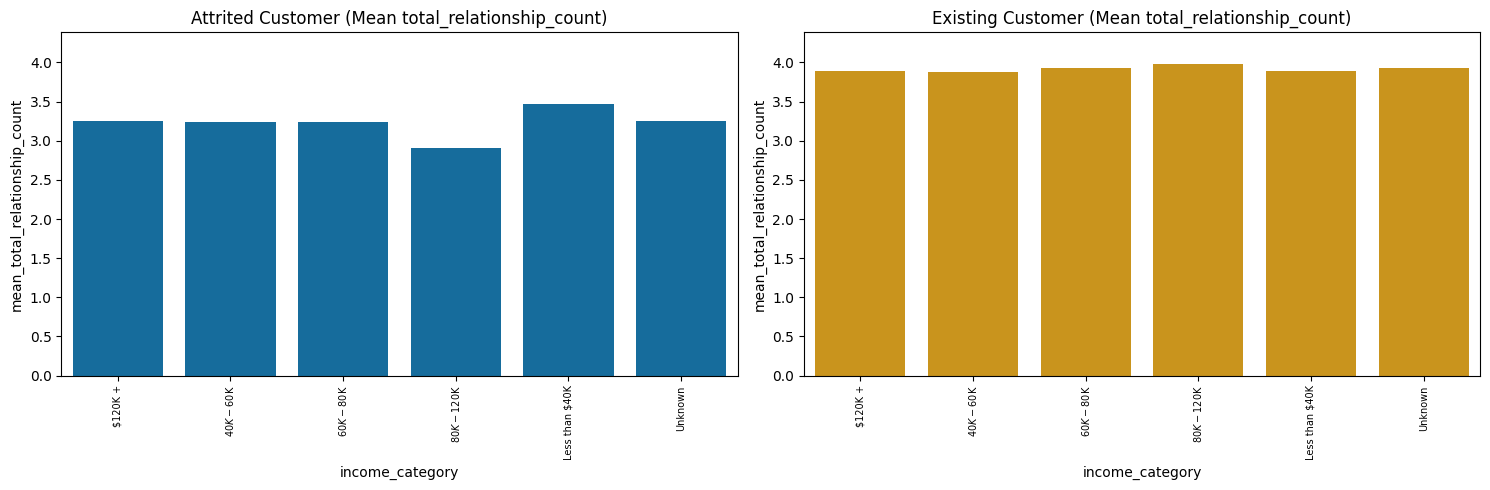 Attrited Customer (Mean total_relationship_count)
mean_total_relationship_count
4.0
3.5
3.0
2.5
2.0
1.5
1.0
0.5
0.0
$120K +
40K − 60K
60K − 80K
80K − 120K
Less than $40K
Unknown
income_category
Existing Customer (Mean total_relationship_count)
mean_total_relationship_count
4.0
3.5
3.0
2.5
2.0
1.5
1.0
0.5
0.0
$120K +
40K − 60K
60K − 80K
80K − 120K
Less than $40K
Unknown
income_category